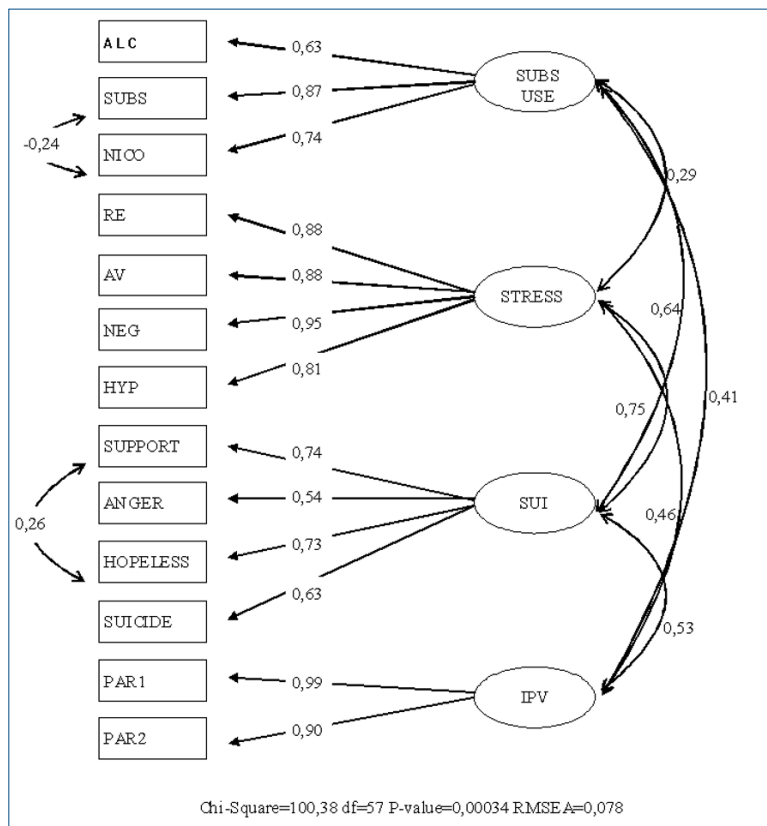 ALC
0,63
SUBS
USE
SUBS
0,87
-0,24
NICO
0,74
0,29
RE
0,88
AV
0,88
STRESS
NEG
0,95
0,64
HYP
0,81
0,75
0,41
SUPPORT
0,74
ANGER
0,54
SUI
0,26
0,46
HOPELESS
0,73
SUICIDE
0,63
0,53
PAR1
0,99
IPV
PAR2
0,90
Chi-Square=100,38 df=57 P-value=0,00034 RMSEA=0,078